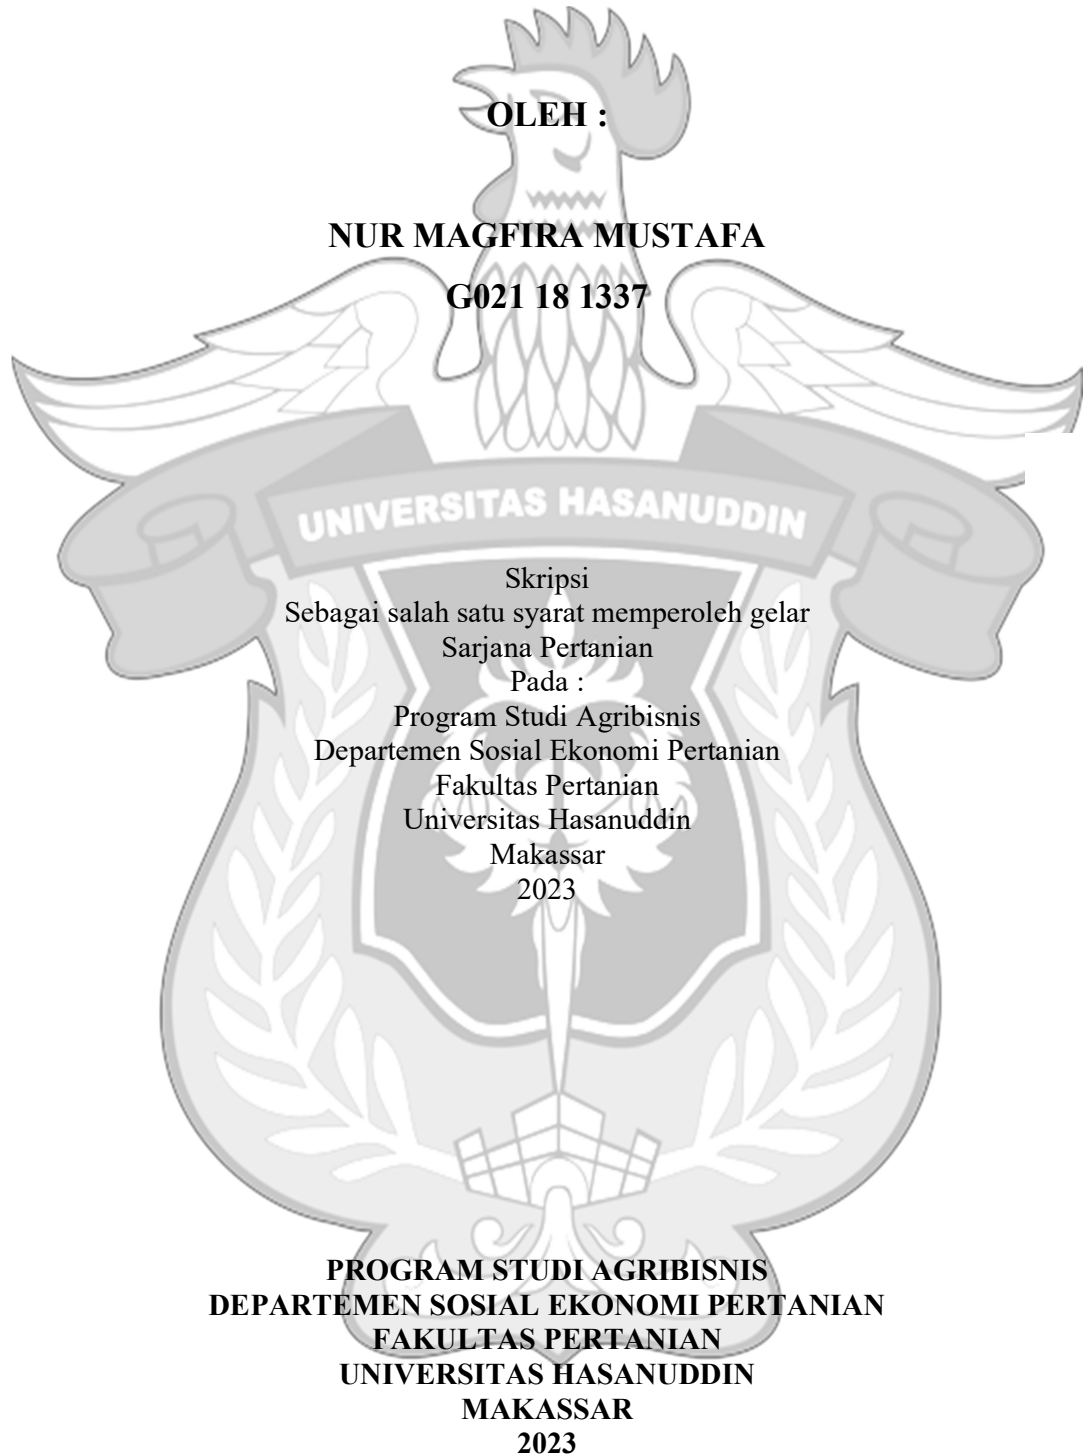 OLEH :
NUR MAGFIRA MUSTAFA
G021 18 1337
UNIVERSITAS HASANUDDIN
Skripsi
Sebagai salah satu syarat memperoleh gelar
Sarjana Pertanian
Pada :
Program Studi Agribisnis
Departemen Sosial Ekonomi Pertanian
Fakultas Pertanian
Universitas Hasanuddin
Makassar
2023
PROGRAM STUDI AGRIBISNIS
DEPARTEMEN SOSIAL EKONOMI PERTANIAN
FAKULTAS PERTANIAN
UNIVERSITAS HASANUDDIN
MAKASSAR
2023